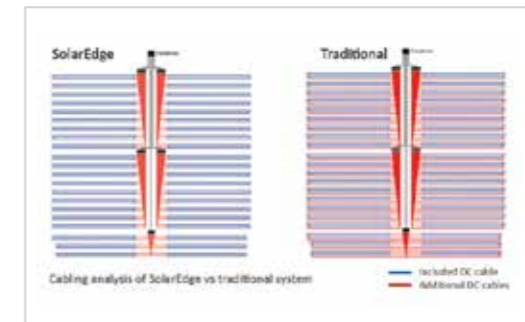 SolarEdge
Traditional
Cabling analysis of SolarEdge vs traditional system
Included DC cable
Additional DC cables